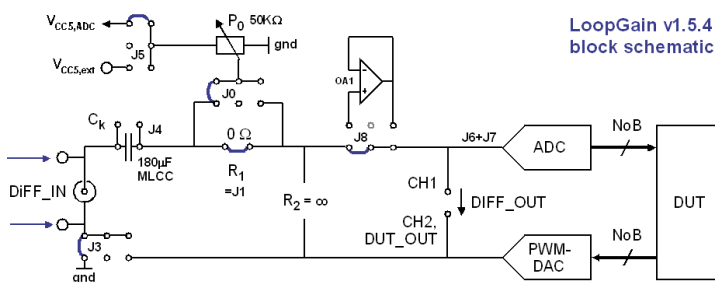 LoopGain v1.5.4
block schematic
VCC5,ADC
P0 50KΩ
gnd
J5
VCC5,ext
J0
OA1
-
+
Ck
J4
0 Ω
J8
J6+J7
ADC
NoB
180µF
MLCC
R1
=J1
DiFF_IN
R2 = ∞
CH1
DIFF_OUT
DUT
CH2,
DUT_OUT
J3
gnd
PWM-
DAC
NoB